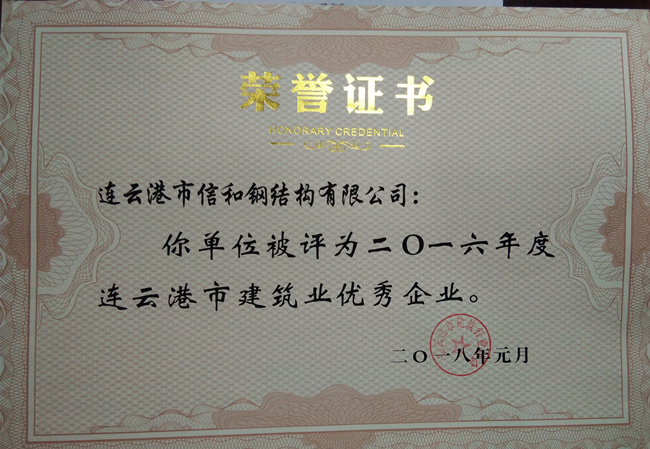 荣誉证书
HONORARY CREDENTIAL
连云港市信和钢结构有限公司：
你单位被评为二〇一六年度
连云港市建筑业优秀企业。
二〇一八年元月